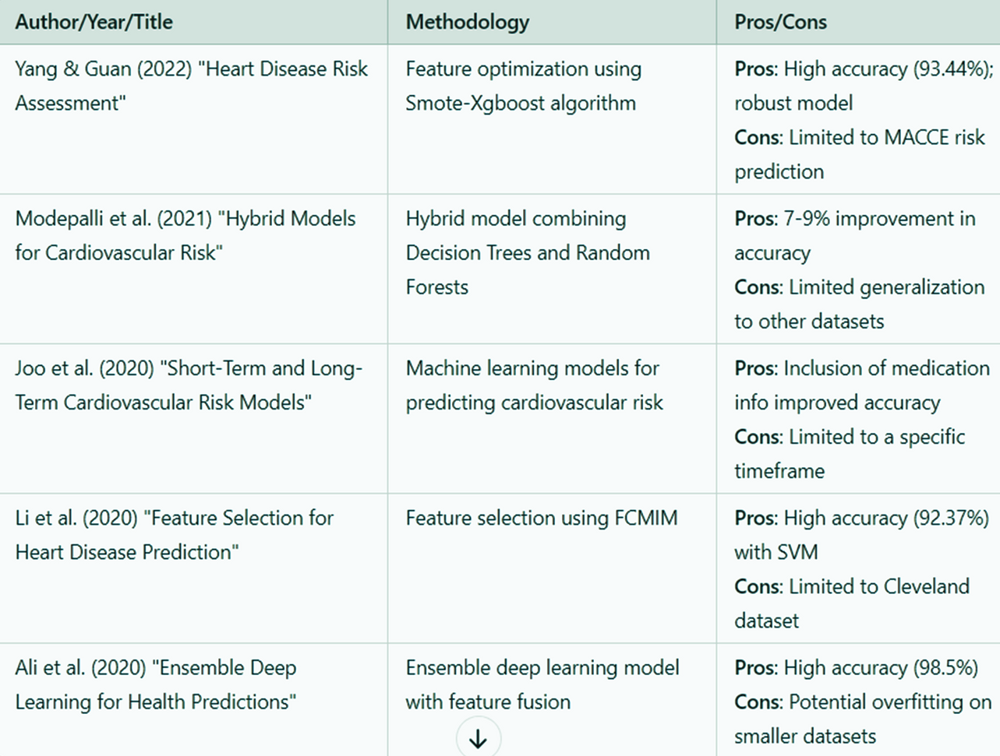 Author/Year/Title
Methodology
Pros/Cons
Yang & Guan (2022) "Heart Disease Risk
Assessment"
Feature optimization using
Smote-Xgboost algorithm
Pros: High accuracy (93.44%);
robust model
Cons: Limited to MACCE risk
prediction
Modepalli et al. (2021) "Hybrid Models
for Cardiovascular Risk"
Hybrid model combining
Decision Trees and Random
Forests
Pros: 7-9% improvement in
accuracy
Cons: Limited generalization
to other datasets
Joo et al. (2020) "Short-Term and Long-
Term Cardiovascular Risk Models"
Machine learning models for
predicting cardiovascular risk
Pros: Inclusion of medication
info improved accuracy
Cons: Limited to a specific
timeframe
Li et al. (2020) "Feature Selection for
Heart Disease Prediction"
Feature selection using FCMIM
Pros: High accuracy (92.37%)
with SVM
Cons: Limited to Cleveland
dataset
Ali et al. (2020) "Ensemble Deep
Learning for Health Predictions"
Ensemble deep learning model
with feature fusion
Pros: High accuracy (98.5%)
Cons: Potential overfitting on
smaller datasets